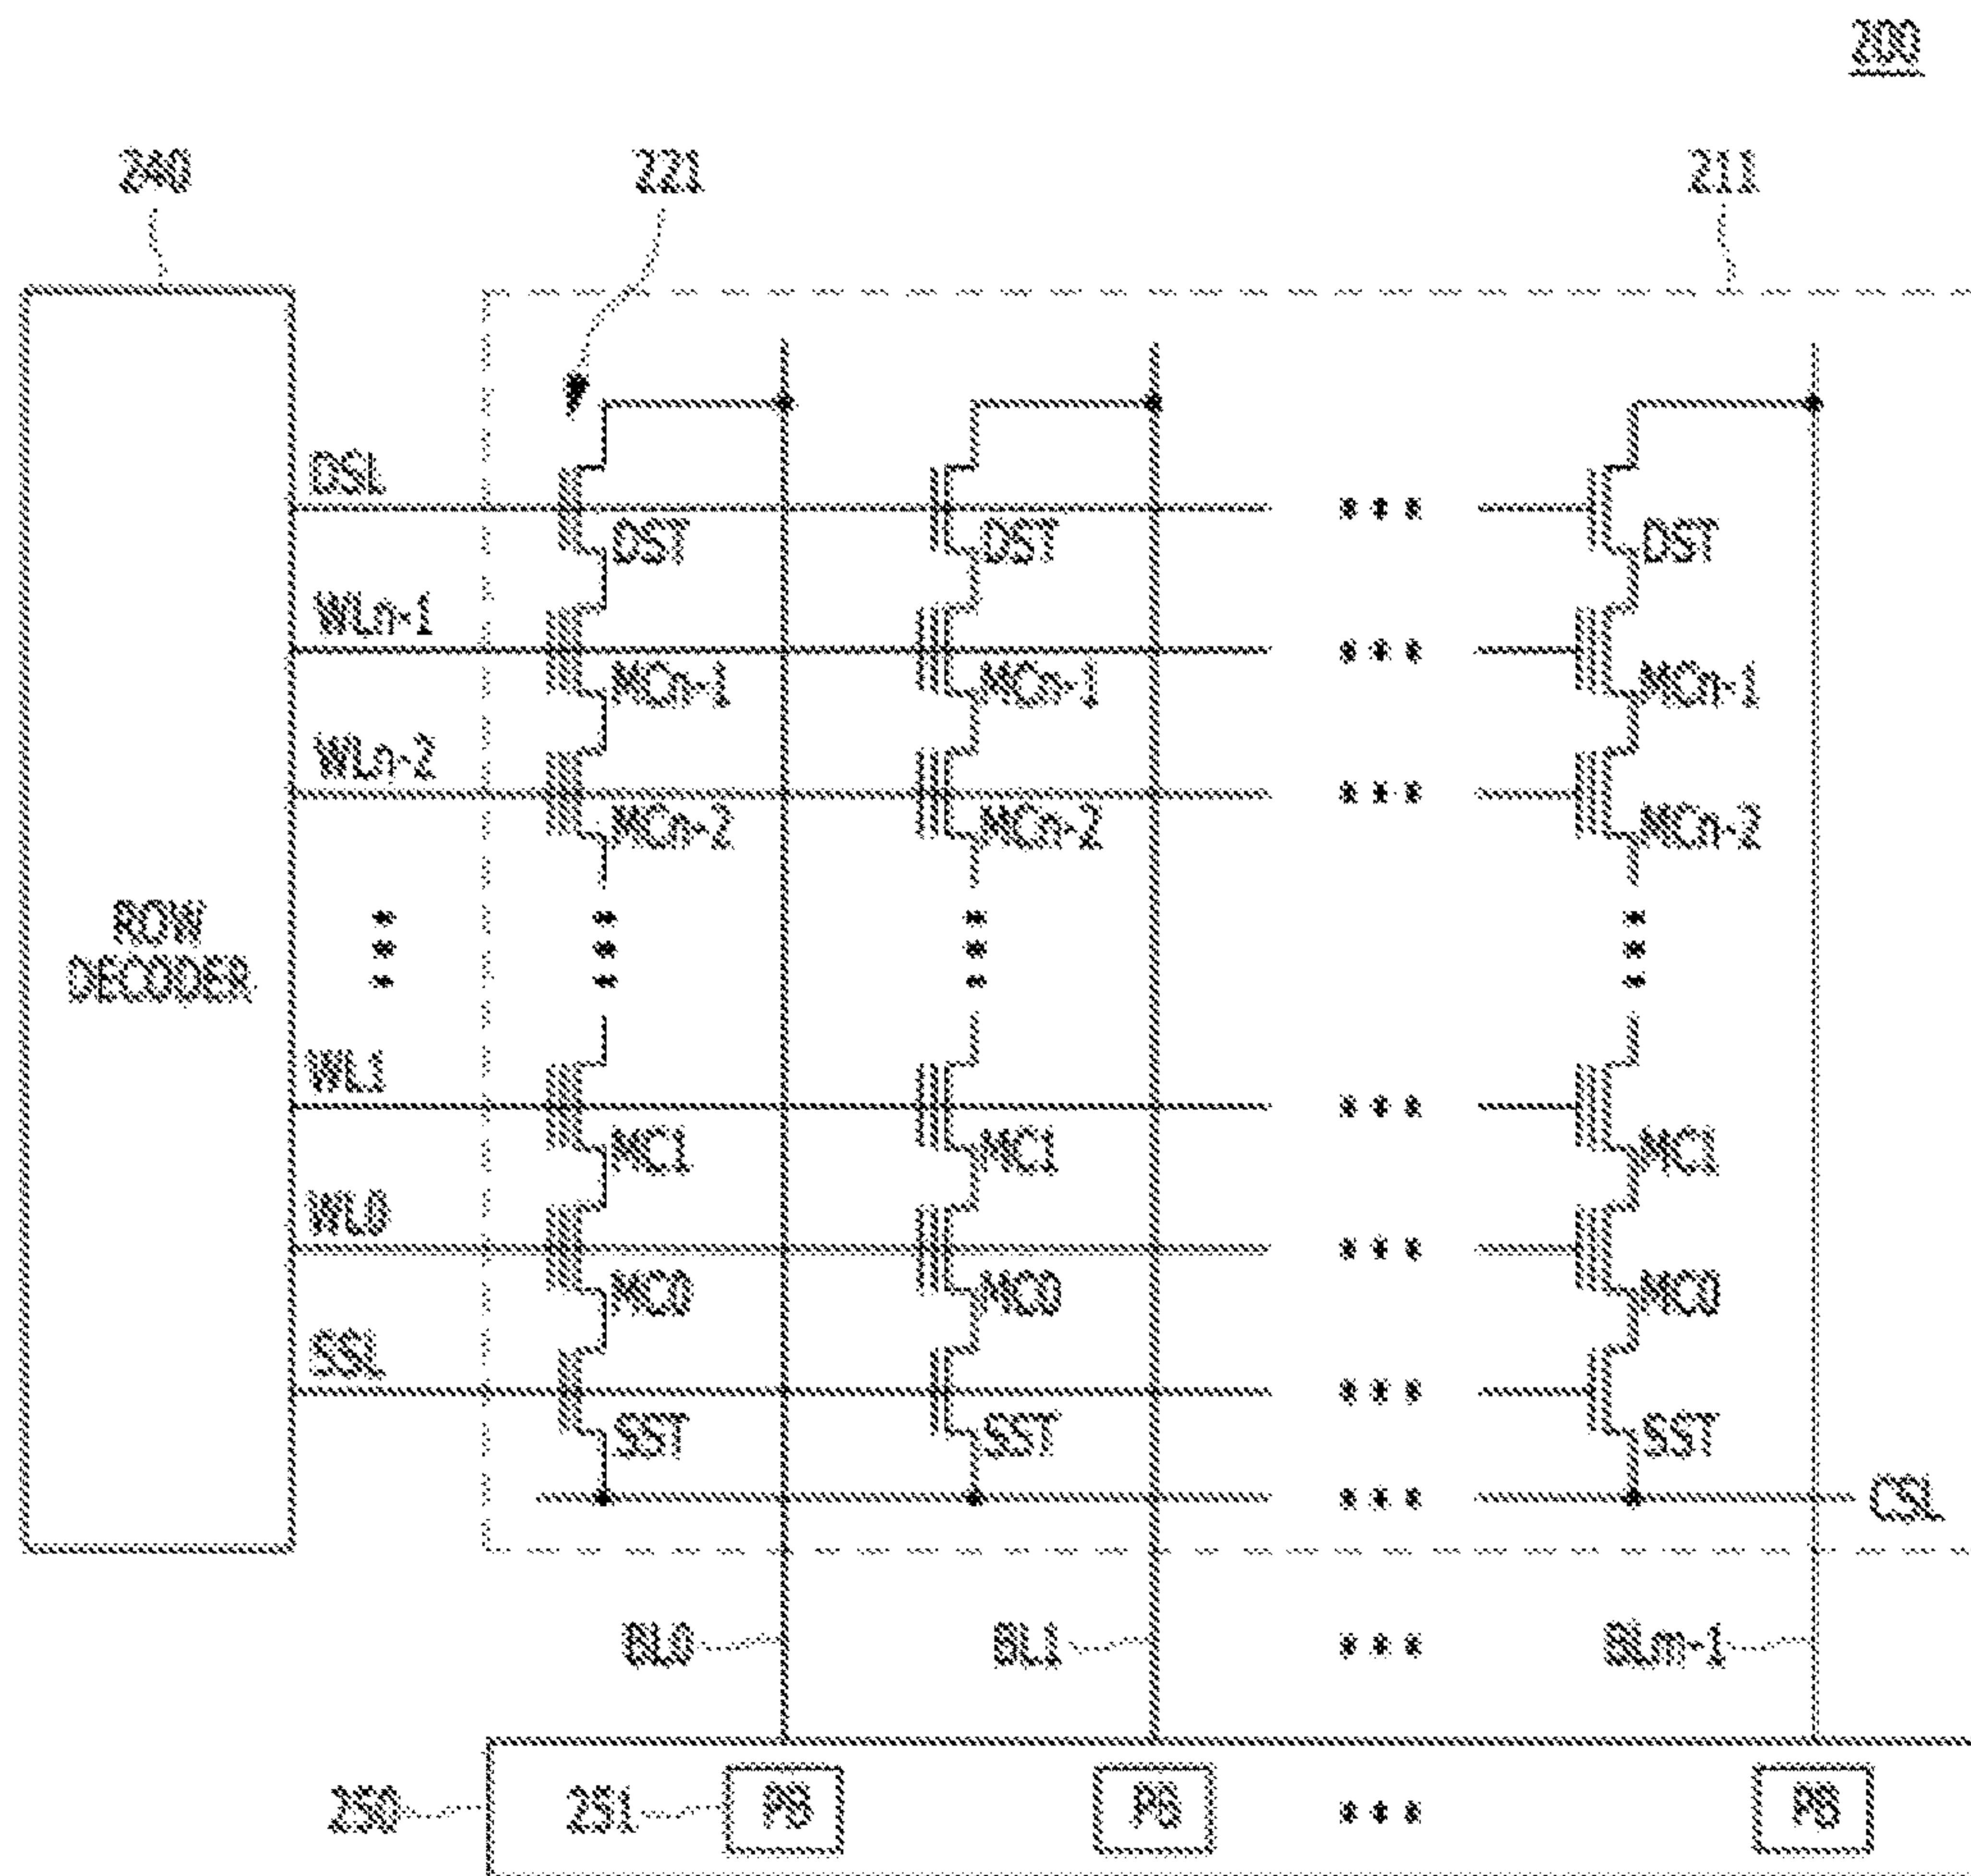 200
240 221 211
DSL
DST DST DST
WLn-1
MCn-1 MCn-1 MCn-1
WLn-2
MCn-2 MCn-2 MCn-2
ROW
DECODER
WL1
MC1 MC1 MC1
WL0
MC0 MC0 MC0
SSL
SST SST SST
CSL
BL0 BL1 BLm-1
250 251 PB PB PB